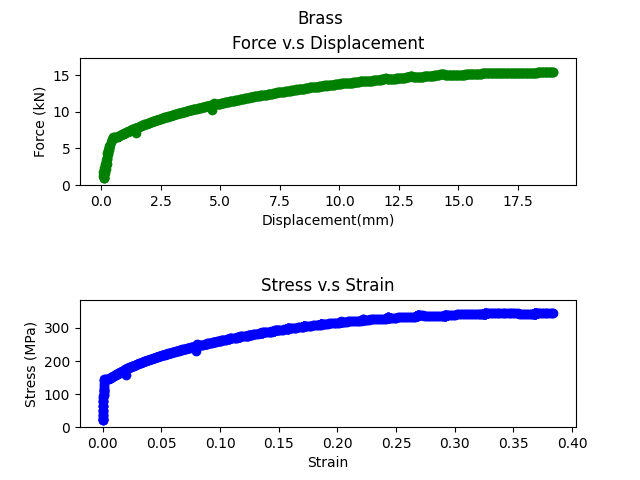 Brass
Force v.s Displacement
Force (kN)
15
10
5
0
0.0 2.5 5.0 7.5 10.0 12.5 15.0 17.5
Displacement(mm)
Stress v.s Strain
Stress (MPa)
300
200
100
0
0.00 0.05 0.10 0.15 0.20 0.25 0.30 0.35 0.40
Strain